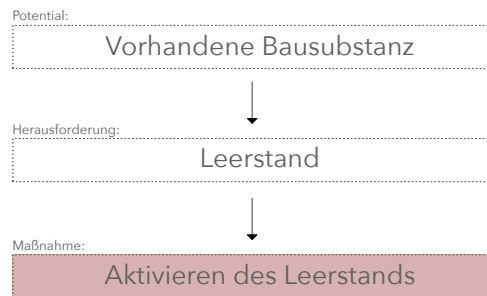 Potential:
Vorhandene Bausubstanz
Herausforderung:
Leerstand
Maßnahme:
Aktivieren des Leerstands